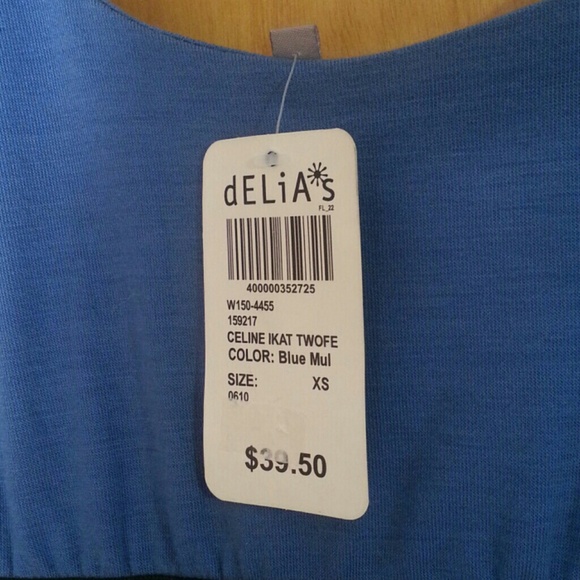 dELiA*s
FL_22
400000352725
W150-4455
159217
CELINE IKAT TWOFE
COLOR: Blue Mul
SIZE: XS
0610
$39.50